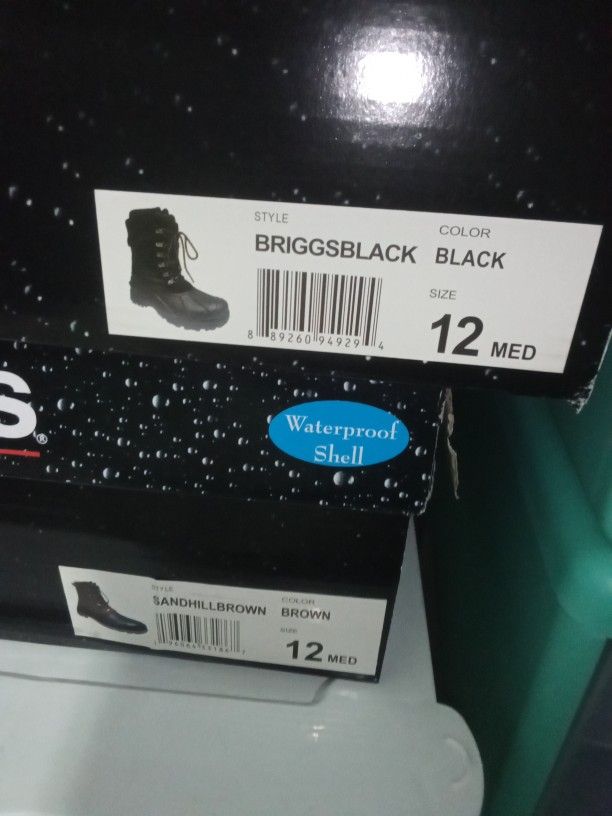 STYLE
BRIGGSBLACK
COLOR
BLACK
SIZE
12 MED
8 89260 94929 4
S®
Waterproof
Shell
STYLE
SANDHILLBROWN
COLOR
BROWN
SIZE
12 MED